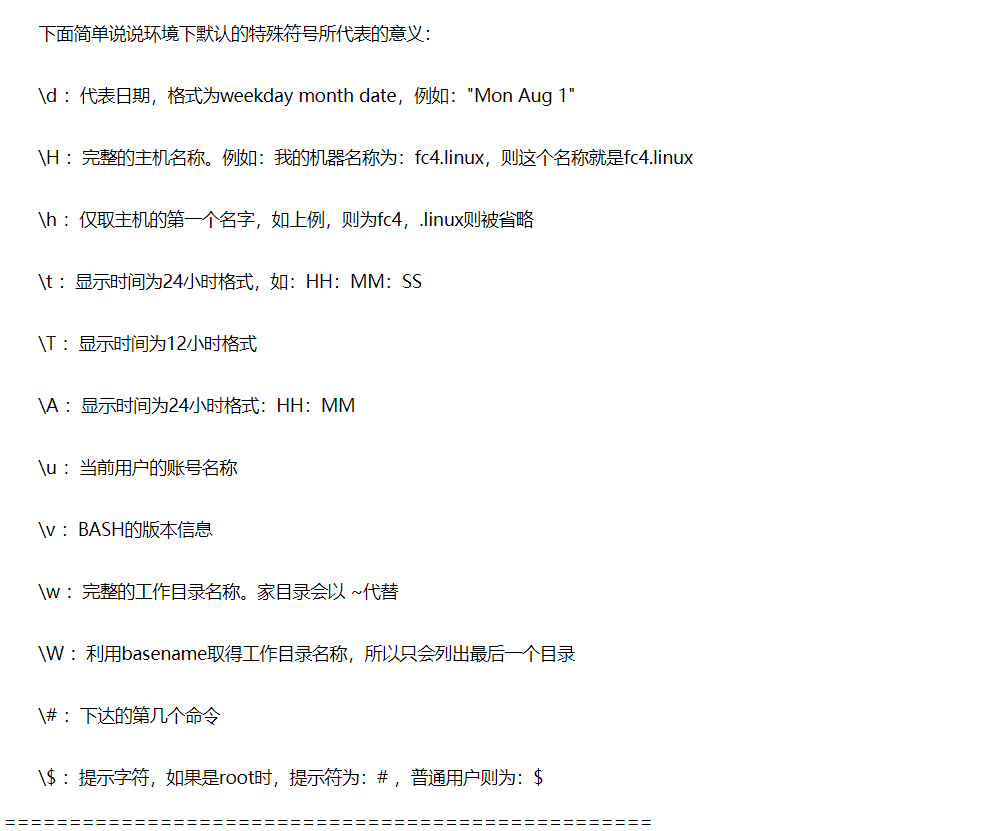 下面简单说说环境下默认的特殊符号所代表的意义：
\d ：代表日期，格式为weekday month date，例如："Mon Aug 1"
\H ：完整的主机名称。例如：我的机器名称为：fc4.linux，则这个名称就是fc4.linux
\h ：仅取主机的第一个名字，如上例，则为fc4，.linux则被省略
\t ：显示时间为24小时格式，如：HH：MM：SS
\T ：显示时间为12小时格式
\A ：显示时间为24小时格式：HH：MM
\u ：当前用户的账号名称
\v ：BASH的版本信息
\w ：完整的工作目录名称。家目录会以 ~代替
\W ：利用basename取得工作目录名称，所以只会列出最后一个目录
\# ：下达的第几个命令
\$ ：提示字符，如果是root时，提示符为：# ，普通用户则为：$
==================================================